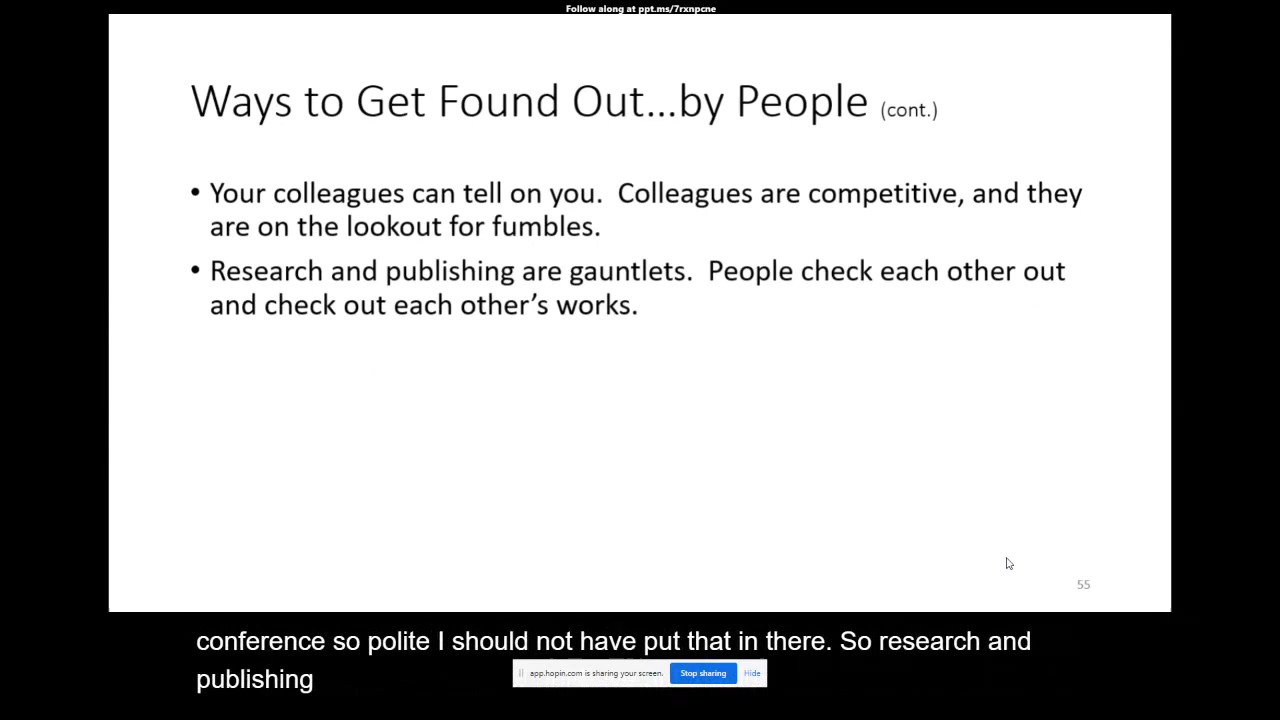 Follow along at ppt.ms/7rxnpcne
Ways to Get Found Out...by People (cont.)
• Your colleagues can tell on you.  Colleagues are competitive, and they
are on the lookout for fumbles.
• Research and publishing are gauntlets.  People check each other out
and check out each other’s works.
55
conference so polite I should not have put that in there. So research and
publishing
app.hopin.com is sharing your screen. Stop sharing Hide